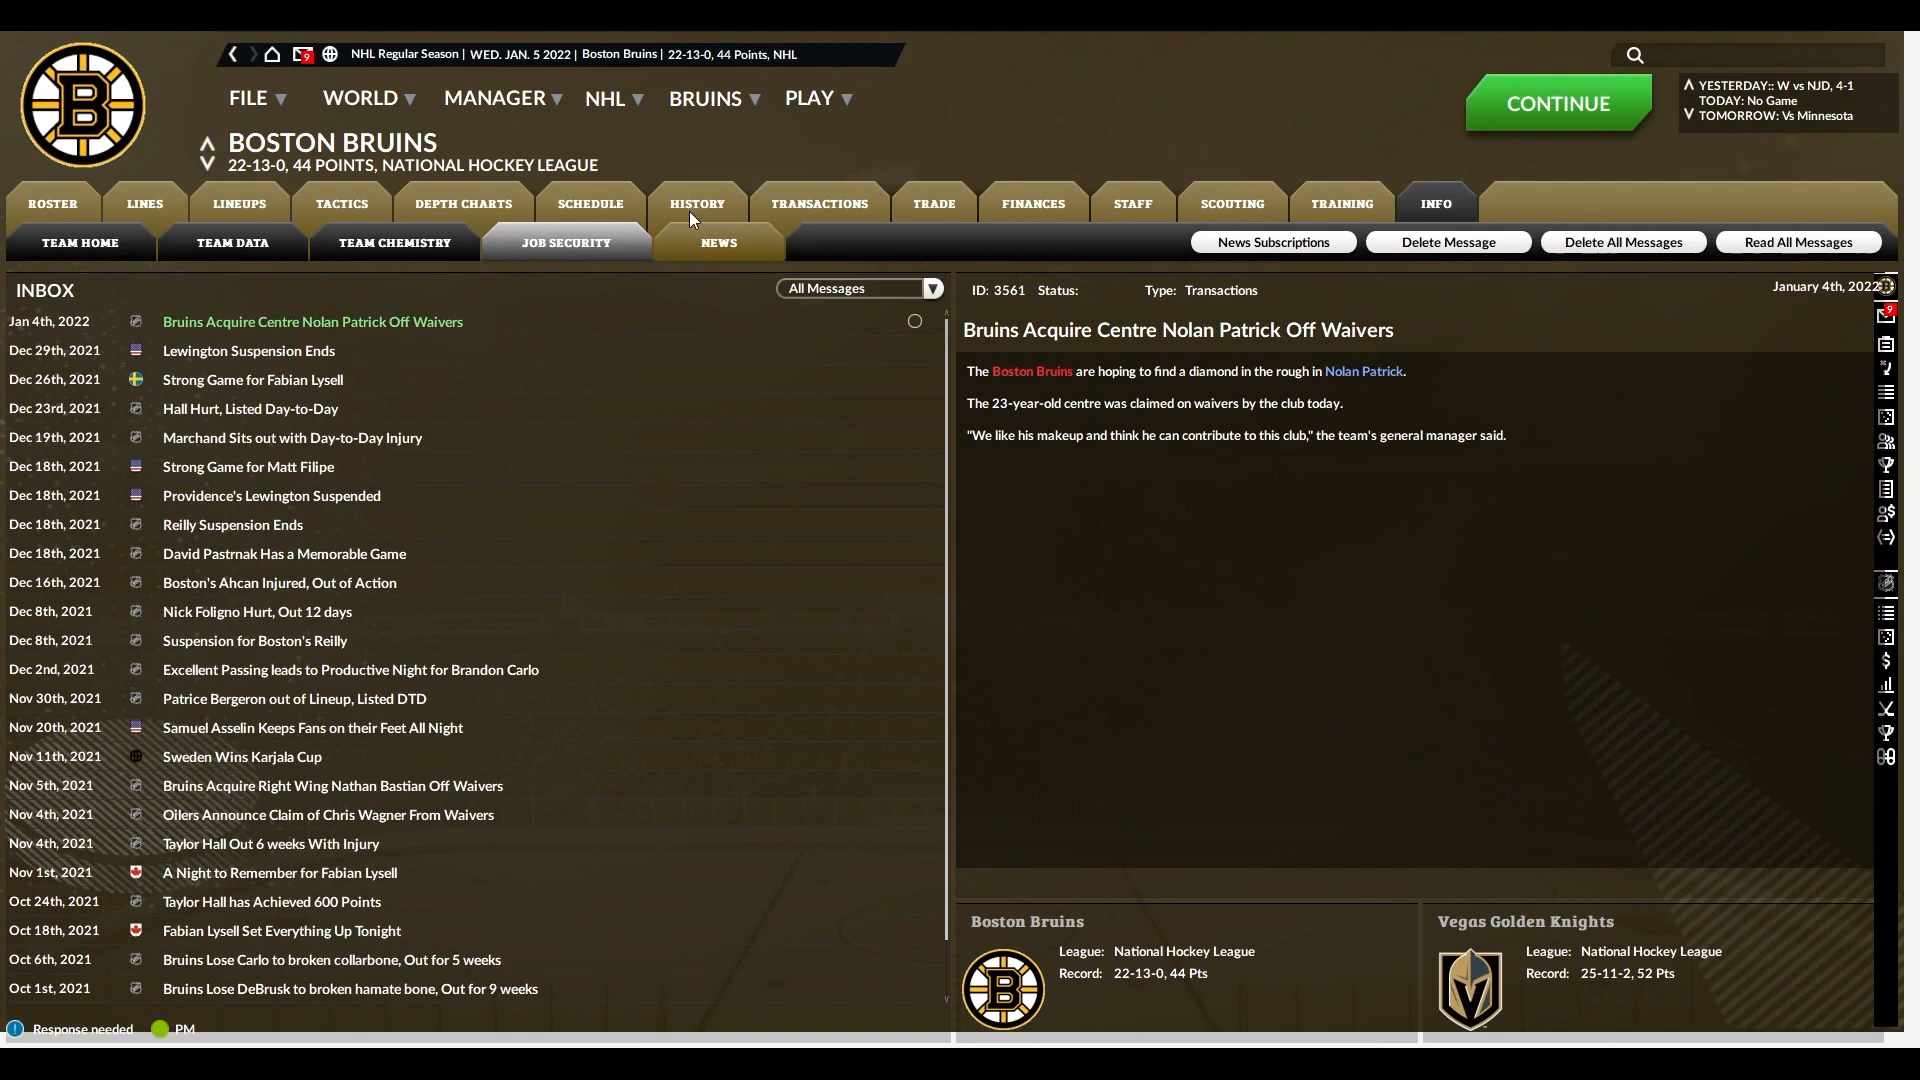 9 NHL Regular Season | WED. JAN. 5 2022 | Boston Bruins | 22-13-0, 44 Points, NHL
FILE WORLD MANAGER NHL BRUINS PLAY
CONTINUE
YESTERDAY:: W vs NJD, 4-1
TODAY: No Game
TOMORROW: Vs Minnesota
BOSTON BRUINS
22-13-0, 44 POINTS, NATIONAL HOCKEY LEAGUE
ROSTER LINES LINEUPS TACTICS DEPTH CHARTS SCHEDULE HISTORY TRANSACTIONS TRADE FINANCES STAFF SCOUTING TRAINING INFO
TEAM HOME TEAM DATA TEAM CHEMISTRY JOB SECURITY NEWS News Subscriptions Delete Message Delete All Messages Read All Messages
INBOX All Messages
Jan 4th, 2022 Bruins Acquire Centre Nolan Patrick Off Waivers
Dec 29th, 2021 Lewington Suspension Ends
Dec 26th, 2021 Strong Game for Fabian Lysell
Dec 23rd, 2021 Hall Hurt, Listed Day-to-Day
Dec 19th, 2021 Marchand Sits out with Day-to-Day Injury
Dec 18th, 2021 Strong Game for Matt Filipe
Dec 18th, 2021 Providence's Lewington Suspended
Dec 18th, 2021 Reilly Suspension Ends
Dec 18th, 2021 David Pastrnak Has a Memorable Game
Dec 16th, 2021 Boston's Ahcan Injured, Out of Action
Dec 8th, 2021 Nick Foligno Hurt, Out 12 days
Dec 8th, 2021 Suspension for Boston's Reilly
Dec 2nd, 2021 Excellent Passing leads to Productive Night for Brandon Carlo
Nov 30th, 2021 Patrice Bergeron out of Lineup, Listed DTD
Nov 20th, 2021 Samuel Asselin Keeps Fans on their Feet All Night
Nov 11th, 2021 Sweden Wins Karjala Cup
Nov 5th, 2021 Bruins Acquire Right Wing Nathan Bastian Off Waivers
Nov 4th, 2021 Oilers Announce Claim of Chris Wagner From Waivers
Nov 4th, 2021 Taylor Hall Out 6 weeks With Injury
Nov 1st, 2021 A Night to Remember for Fabian Lysell
Oct 24th, 2021 Taylor Hall has Achieved 600 Points
Oct 18th, 2021 Fabian Lysell Set Everything Up Tonight
Oct 6th, 2021 Bruins Lose Carlo to broken collarbone, Out for 5 weeks
Oct 1st, 2021 Bruins Lose DeBrusk to broken hamate bone, Out for 9 weeks
Response needed PM
ID: 3561 Status: Type: Transactions January 4th, 2022
9
Bruins Acquire Centre Nolan Patrick Off Waivers
The Boston Bruins are hoping to find a diamond in the rough in Nolan Patrick.
The 23-year-old centre was claimed on waivers by the club today.
"We like his makeup and think he can contribute to this club," the team's general manager said.
Boston Bruins
League: National Hockey League
Record: 22-13-0, 44 Pts
Vegas Golden Knights
League: National Hockey League
Record: 25-11-2, 52 Pts